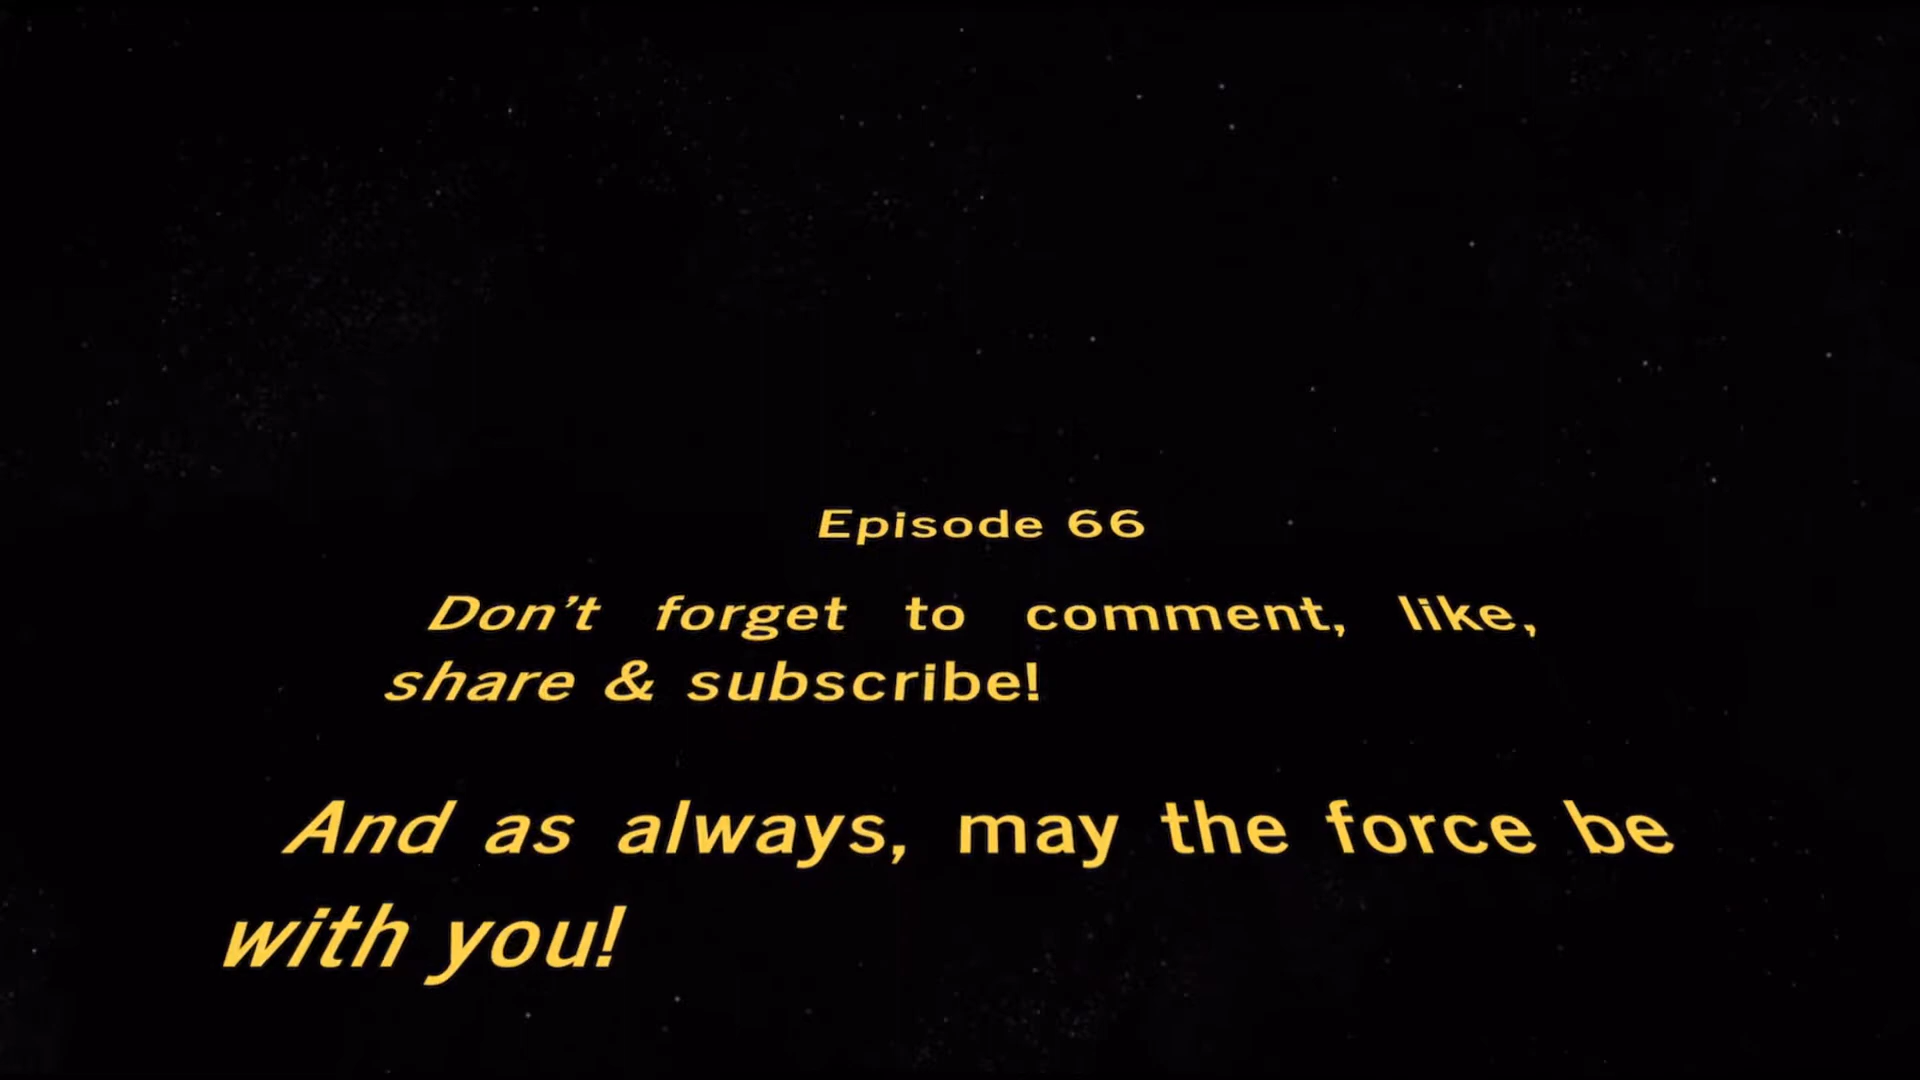 Episode 66
Don't forget to comment, like,
share & subscribe!
And as always, may the force be
with you!